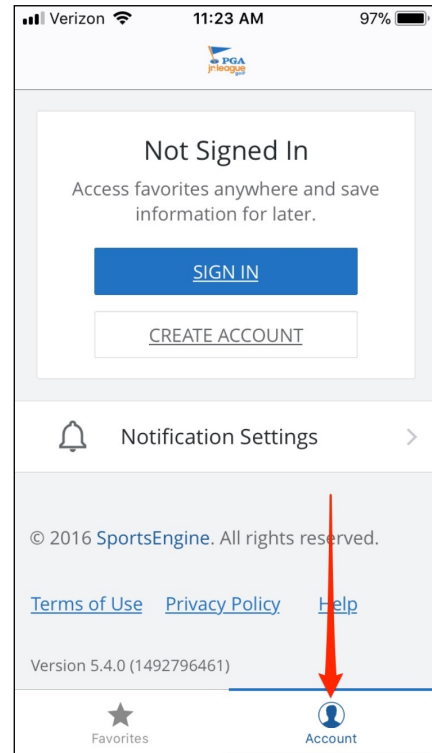 Verizon 11:23 AM 97%
PGA
jr.league
golf
Not Signed In
Access favorites anywhere and save
information for later.
SIGN IN
CREATE ACCOUNT
Notification Settings
© 2016 SportsEngine. All rights reserved.
Terms of Use Privacy Policy Help
Version 5.4.0 (1492796461)
Favorites Account